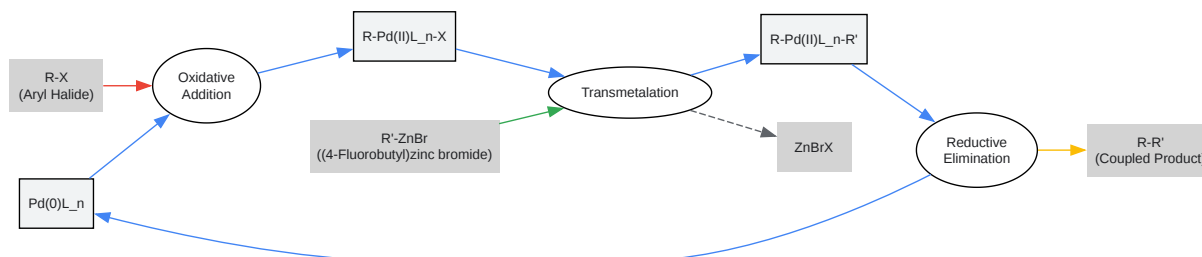 R-Pd(II)L_n-X
R-Pd(II)L_n-R'
R-X
(Aryl Halide)
Oxidative
Addition
Transmetalation
R'-ZnBr
((4-Fluorobutyl)zinc bromide)
ZnBrX
Reductive
Elimination
R-R'
(Coupled Product)
Pd(0)L_n